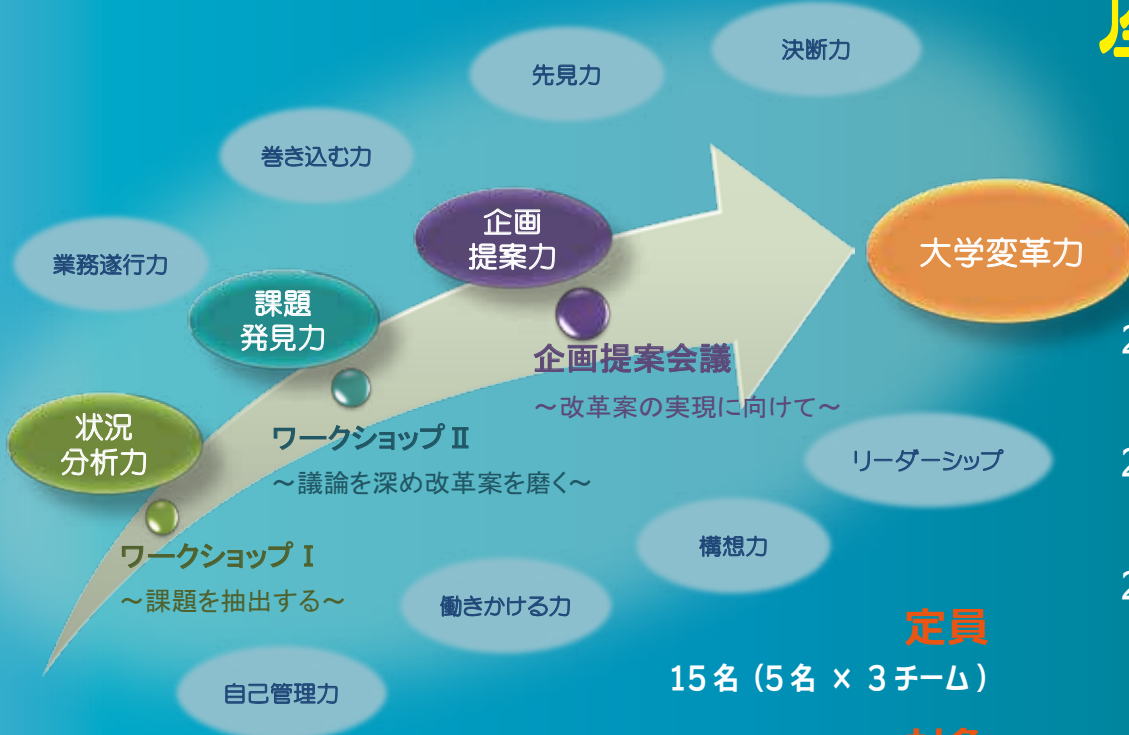 決断力
先見力
巻き込む力
企画
提案力
大学変革力
業務遂行力
課題
発見力
企画提案会議
～改革案の実現に向けて～
状況
分析力
ワークショップⅡ
～議論を深め改革案を磨く～
リーダーシップ
ワークショップⅠ
～課題を抽出する～
構想力
働きかける力
定員
15名（5名 × 3チーム）
自己管理力